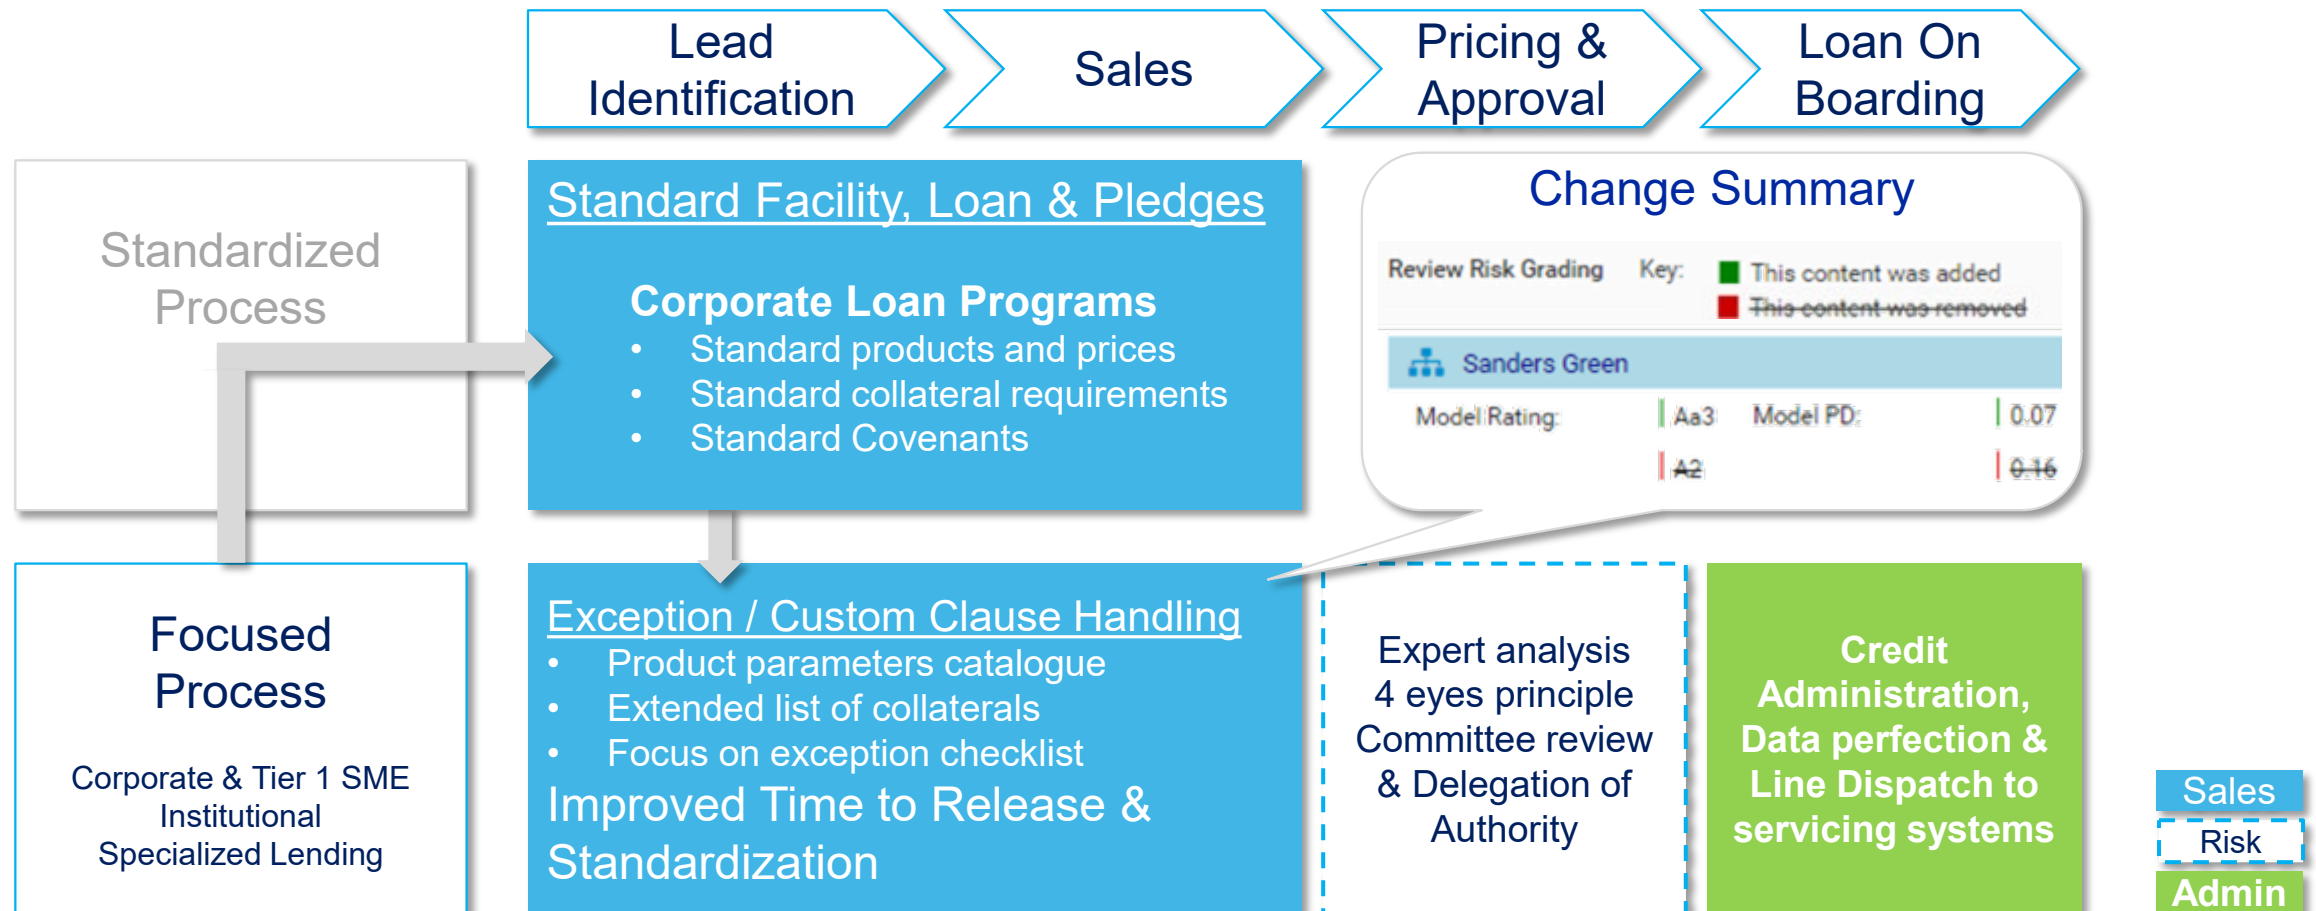 Lead
Identification
Sales
Pricing &
Approval
Loan On
Boarding
Standardized
Process
Standard Facility, Loan & Pledges
Corporate Loan Programs
• Standard products and prices
• Standard collateral requirements
• Standard Covenants
Change Summary
Review Risk Grading Key: This content was added
This content was removed
Sanders Green
Model Rating: Aa3 Model PD: 0.07
A2 0.16
Focused
Process
Corporate & Tier 1 SME
Institutional
Specialized Lending
Exception / Custom Clause Handling
• Product parameters catalogue
• Extended list of collaterals
• Focus on exception checklist
Improved Time to Release &
Standardization
Expert analysis
4 eyes principle
Committee review
& Delegation of
Authority
Credit
Administration,
Data perfection &
Line Dispatch to
servicing systems
Sales
Risk
Admin